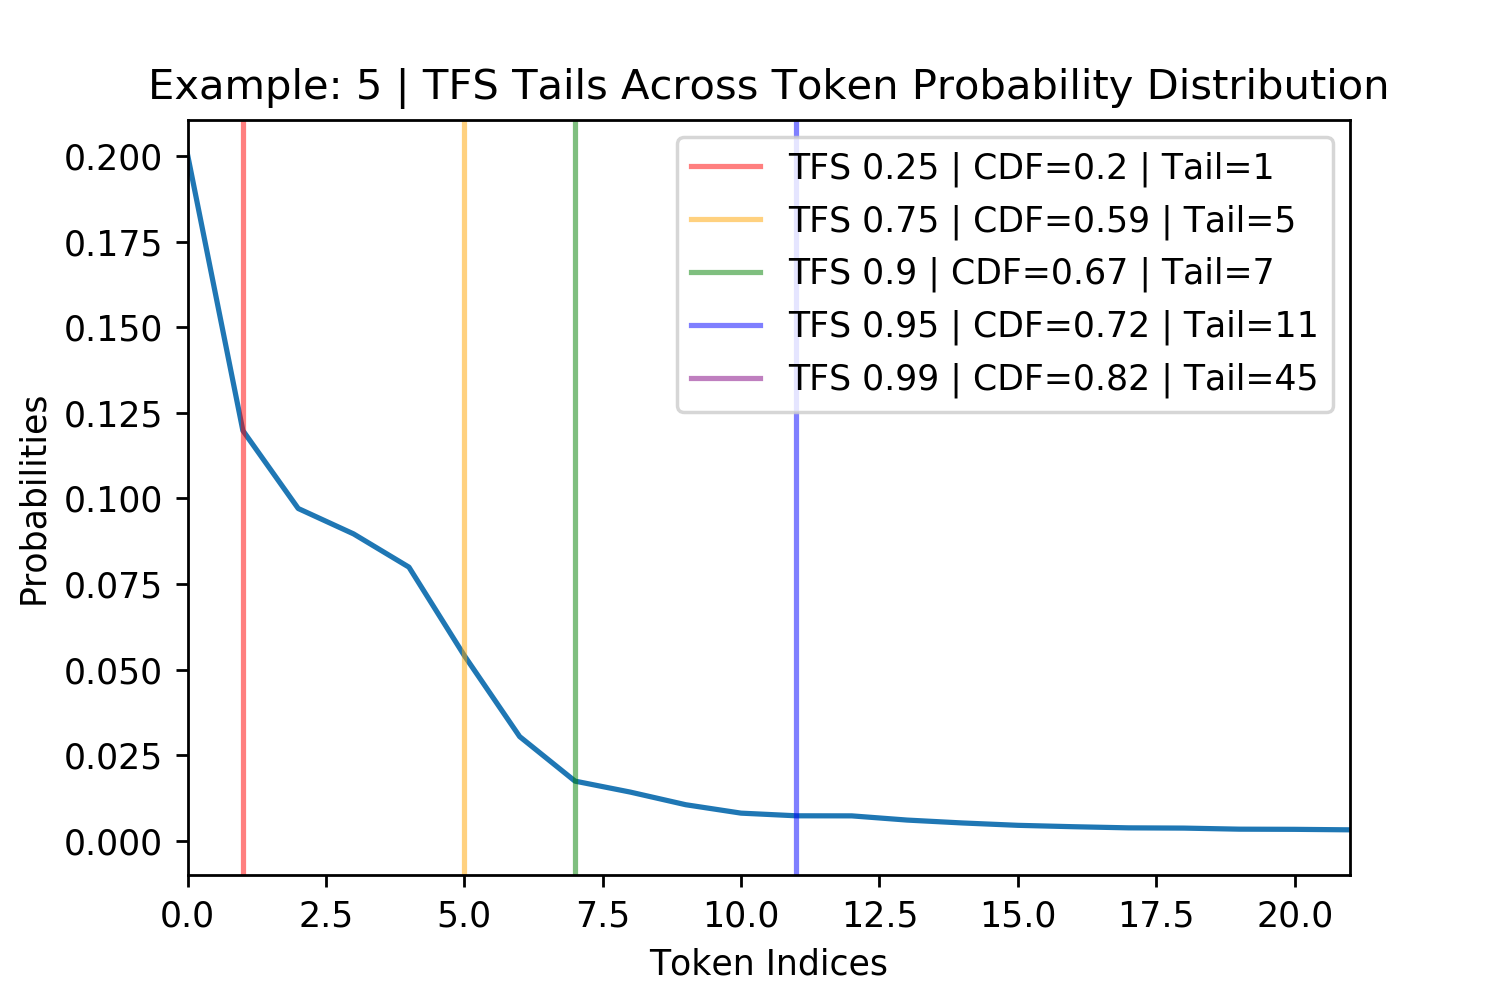 Example: 5 | TFS Tails Across Token Probability Distribution
TFS 0.25 | CDF=0.2 | Tail=1
TFS 0.75 | CDF=0.59 | Tail=5
TFS 0.9 | CDF=0.67 | Tail=7
TFS 0.95 | CDF=0.72 | Tail=11
TFS 0.99 | CDF=0.82 | Tail=45
Probabilities
0.200
0.175
0.150
0.125
0.100
0.075
0.050
0.025
0.000
0.0 2.5 5.0 7.5 10.0 12.5 15.0 17.5 20.0
Token Indices